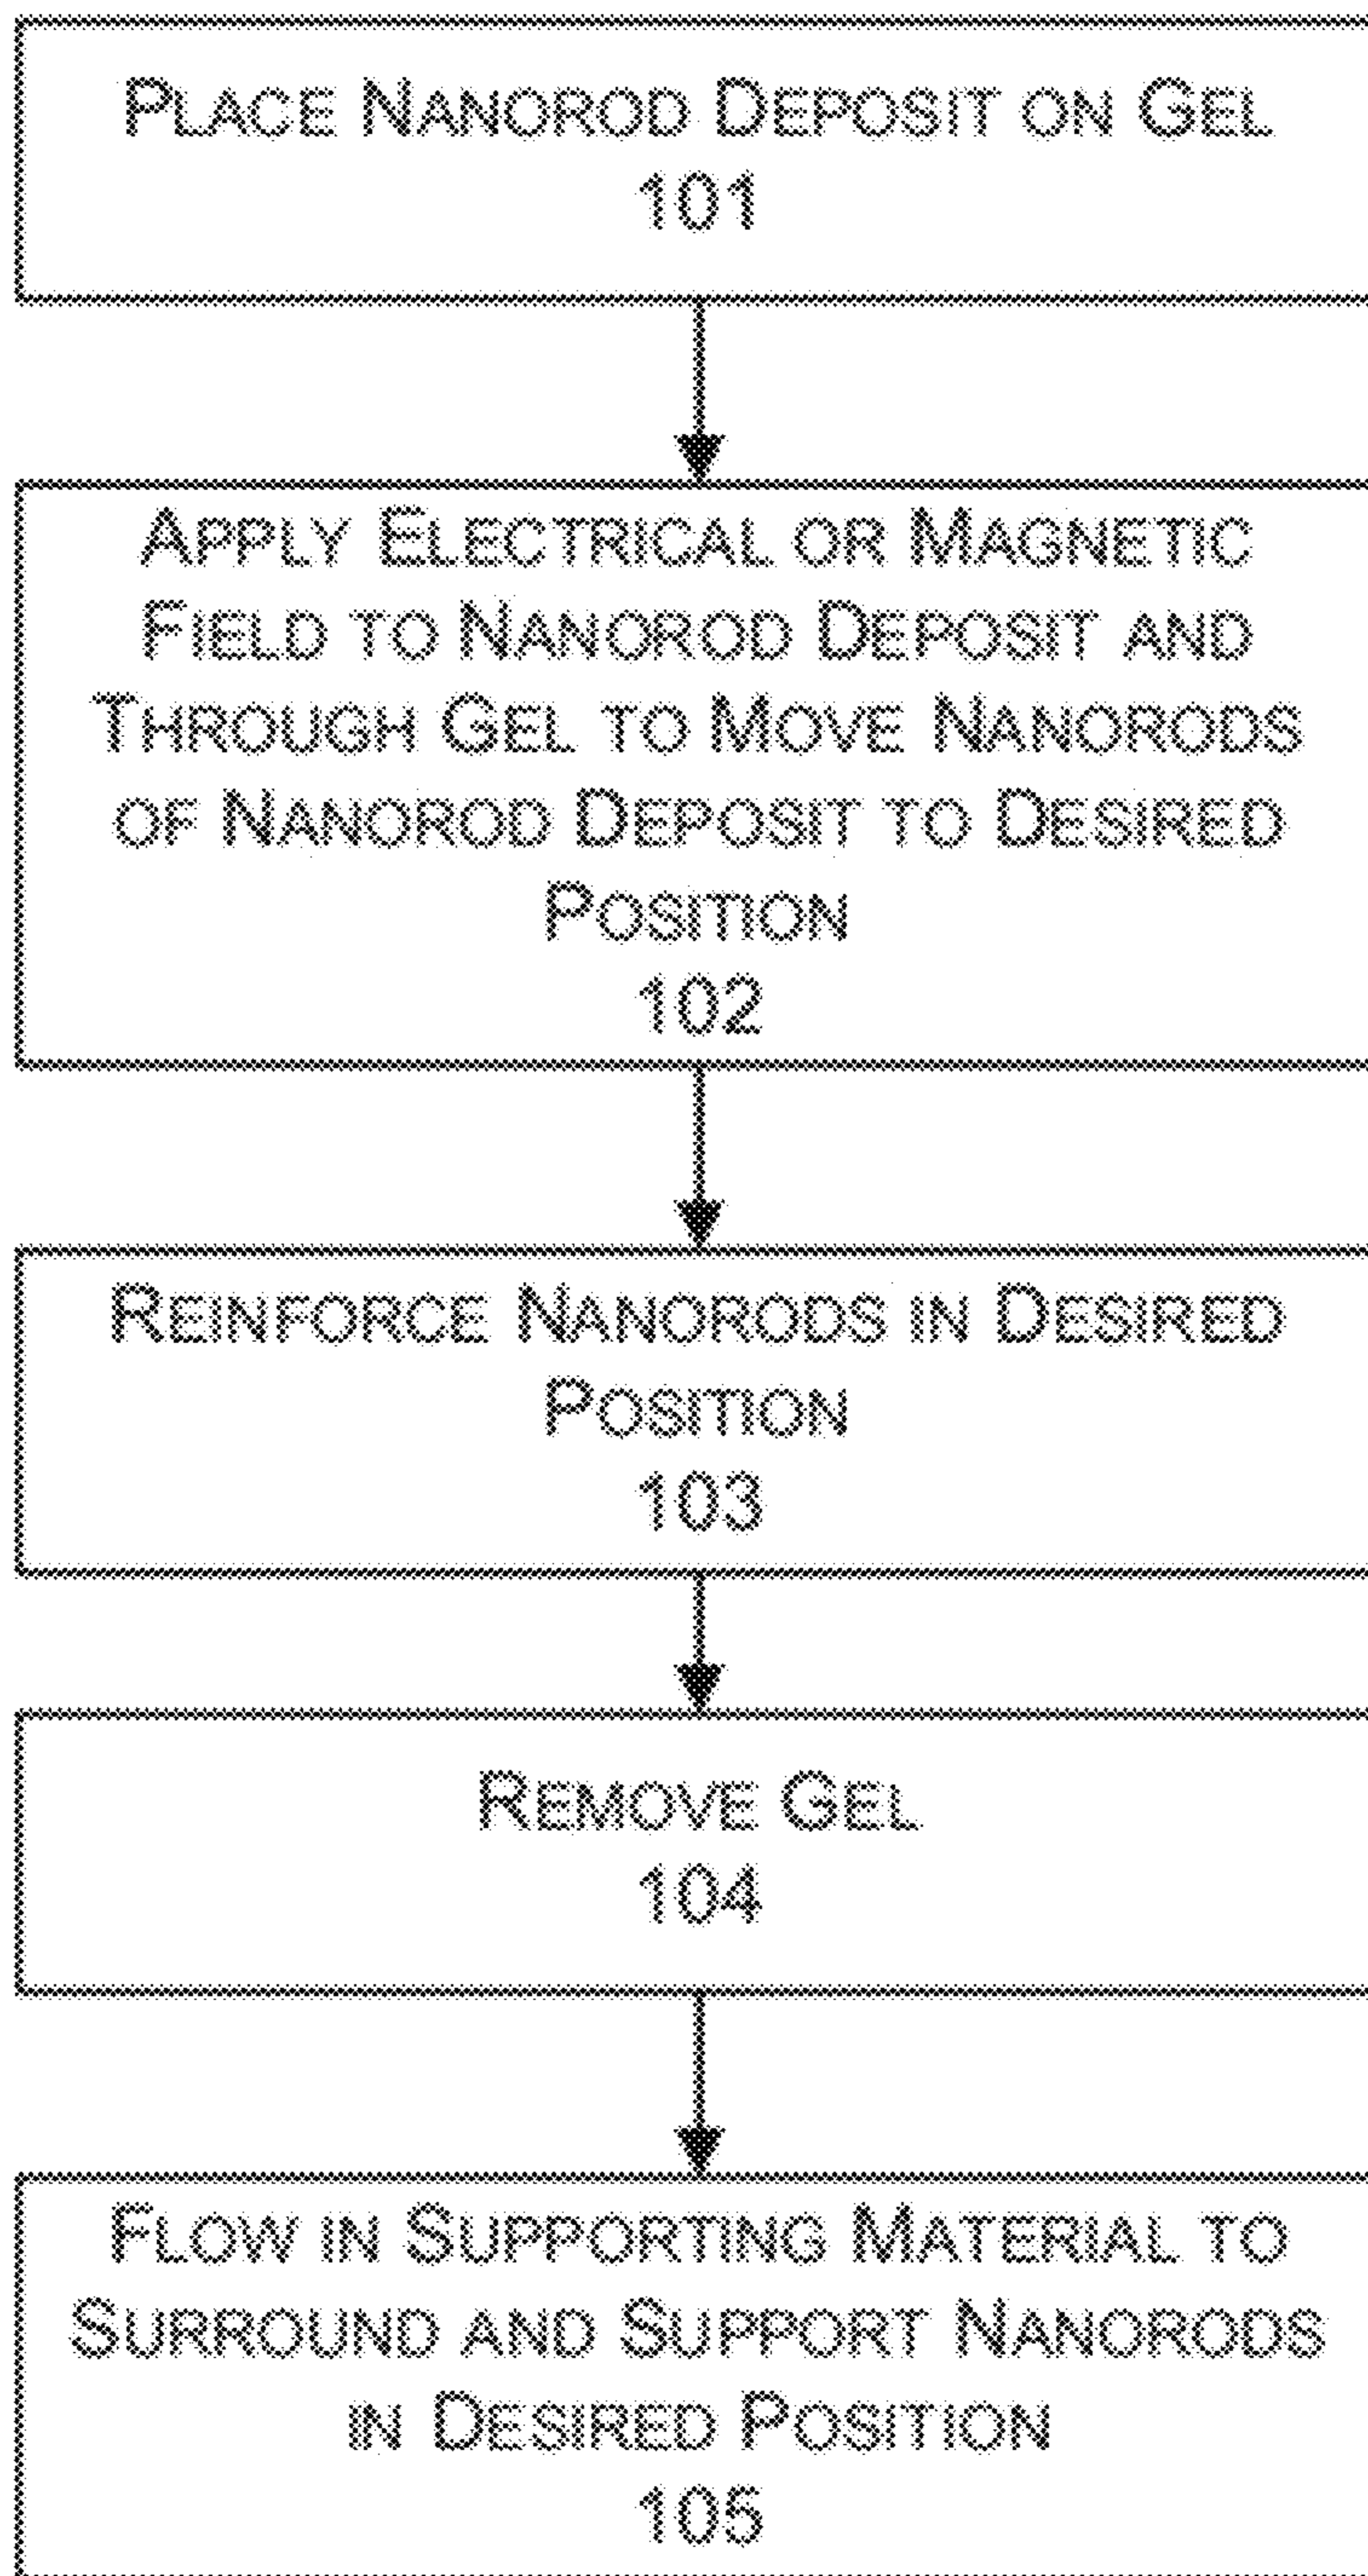 PLACE NANOROD DEPOSIT ON GEL
101
APPLY ELECTRICAL OR MAGNETIC
FIELD TO NANOROD DEPOSIT AND
THROUGH GEL TO MOVE NANORODS
OF NANOROD DEPOSIT TO DESIRED
POSITION
102
REINFORCE NANORODS IN DESIRED
POSITION
103
REMOVE GEL
104
FLOW IN SUPPORTING MATERIAL TO
SURROUND AND SUPPORT NANORODS
IN DESIRED POSITION
105